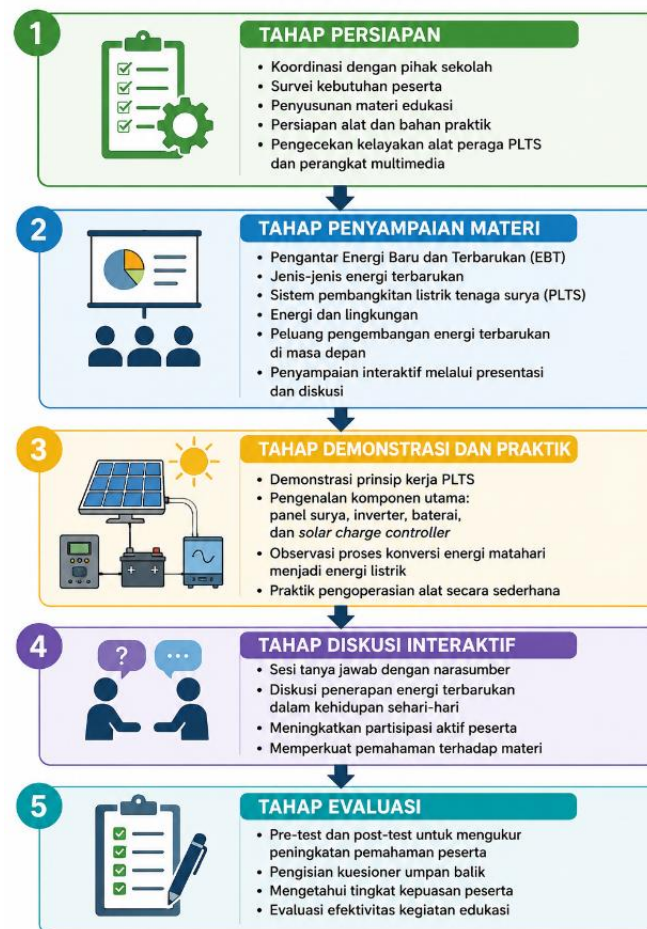 1
TAHAP PERSIAPAN
• Koordinasi dengan pihak sekolah
• Survei kebutuhan peserta
• Penyusunan materi edukasi
• Persiapan alat dan bahan praktik
• Pengecekan kelayakan alat peraga PLTS
dan perangkat multimedia
2
TAHAP PENYAMPAIAN MATERI
• Pengantar Energi Baru dan Terbarukan (EBT)
• Jenis-jenis energi terbarukan
• Sistem pembangkitan listrik tenaga surya (PLTS)
• Energi dan lingkungan
• Peluang pengembangan energi terbarukan
di masa depan
• Penyampaian interaktif melalui presentasi
dan diskusi
3
TAHAP DEMONSTRASI DAN PRAKTIK
• Demonstrasi prinsip kerja PLTS
• Pengenalan komponen utama:
panel surya, inverter, baterai,
dan solar charge controller
• Observasi proses konversi energi matahari
menjadi energi listrik
• Praktik pengoperasian alat secara sederhana
4
? ...
TAHAP DISKUSI INTERAKTIF
• Sesi tanya jawab dengan narasumber
• Diskusi penerapan energi terbarukan
dalam kehidupan sehari-hari
• Meningkatkan partisipasi aktif peserta
• Memperkuat pemahaman terhadap materi
5
TAHAP EVALUASI
• Pre-test dan post-test untuk mengukur
peningkatan pemahaman peserta
• Pengisian kuesioner umpan balik
• Mengetahui tingkat kepuasan peserta
• Evaluasi efektivitas kegiatan edukasi